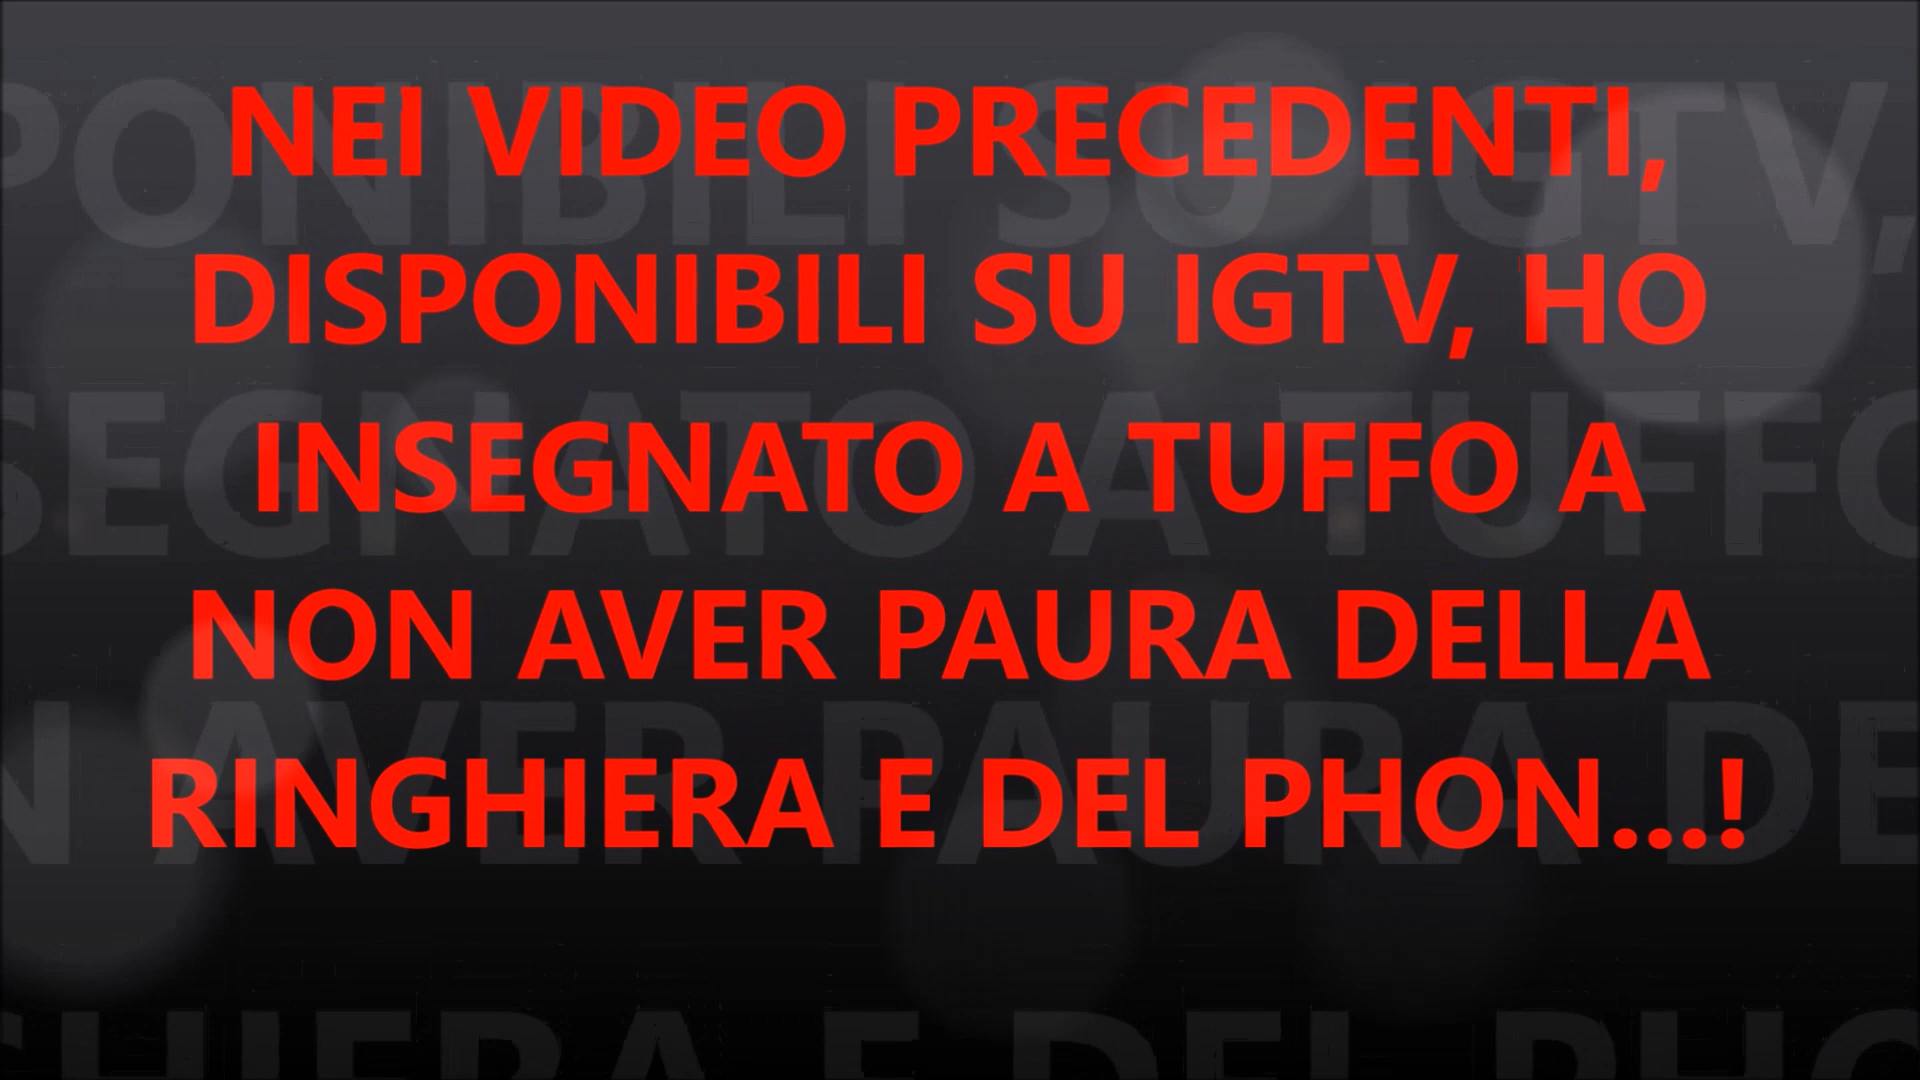 NEI VIDEO PRECEDENTI,
DISPONIBILI SU IGTV, HO
INSEGNATO A TUFFO A
NON AVER PAURA DELLA
RINGHIERA E DEL PHON...!